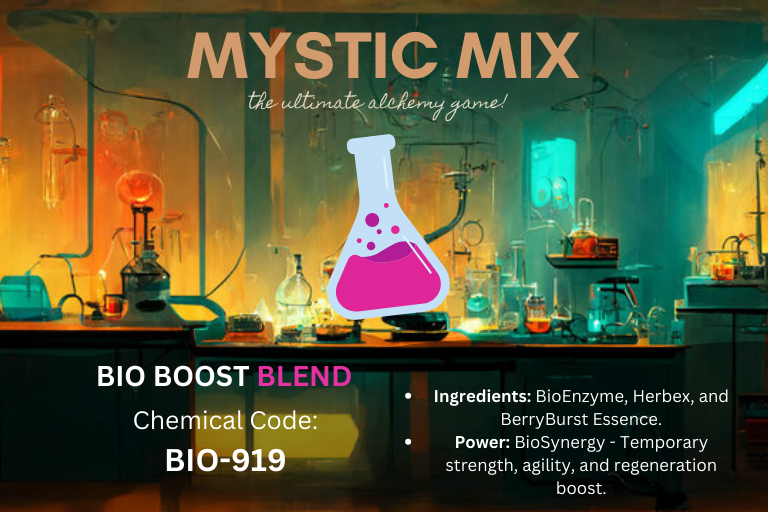 MYSTIC MIX
the ultimate alchemy game!
BIO BOOST BLEND
Chemical Code:
BIO-919
• Ingredients: BioEnzyme, Herbex, and
BerryBurst Essence.
• Power: BioSynergy - Temporary
strength, agility, and regeneration
boost.